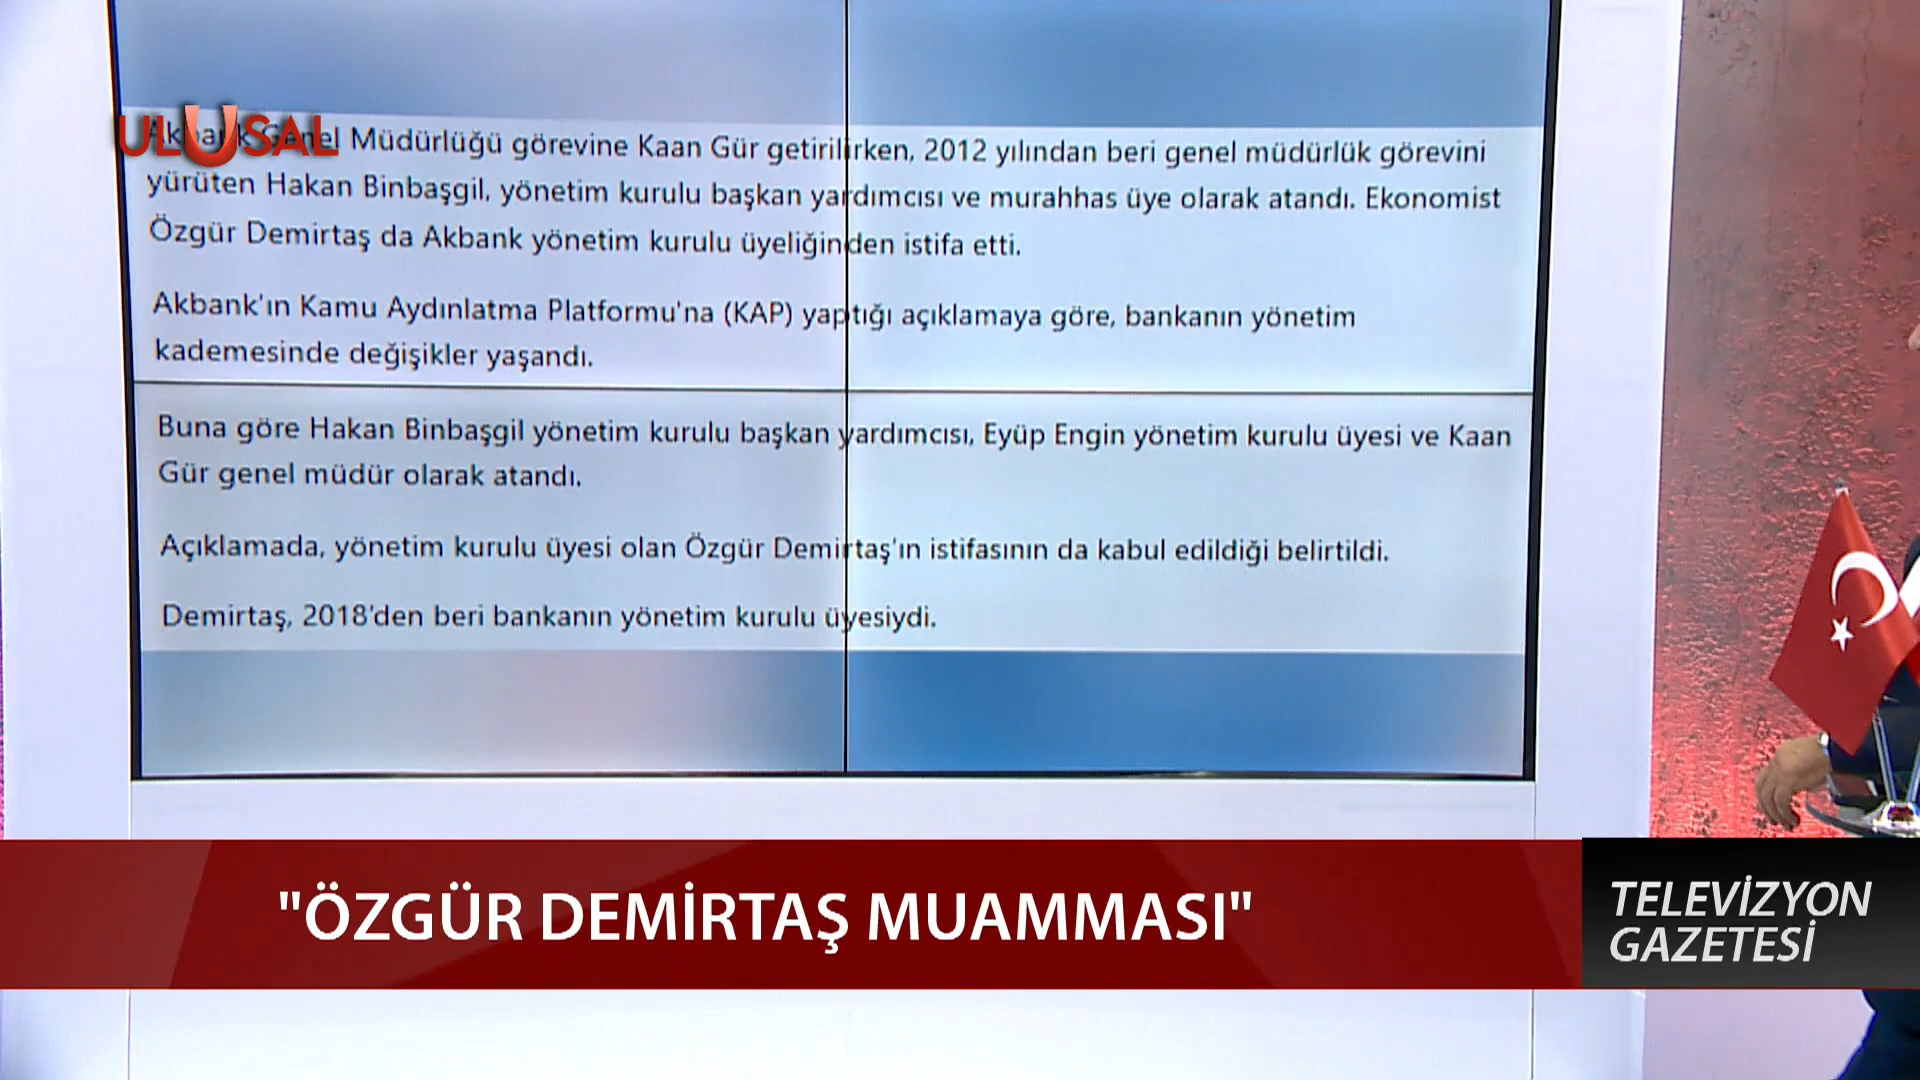 ULUSAL
Akbank Genel Müdürlüğü görevine Kaan Gür getirilirken, 2012 yılından beri genel müdürlük görevini
yürüten Hakan Binbaşgil, yönetim kurulu başkan yardımcısı ve murahhas üye olarak atandı. Ekonomist
Özgür Demirtaş da Akbank yönetim kurulu üyeliğinden istifa etti.
Akbank'ın Kamu Aydınlatma Platformu'na (KAP) yaptığı açıklamaya göre, bankanın yönetim
kademesinde değişikler yaşandı.
Buna göre Hakan Binbaşgil yönetim kurulu başkan yardımcısı, Eyüp Engin yönetim kurulu üyesi ve Kaan
Gür genel müdür olarak atandı.
Açıklamada, yönetim kurulu üyesi olan Özgür Demirtaş'ın istifasının da kabul edildiği belirtildi.
Demirtaş, 2018'den beri bankanın yönetim kurulu üyesiydi.
"ÖZGÜR DEMİRTAŞ MUAMMASI"
TELEVİZYON
GAZETESİ